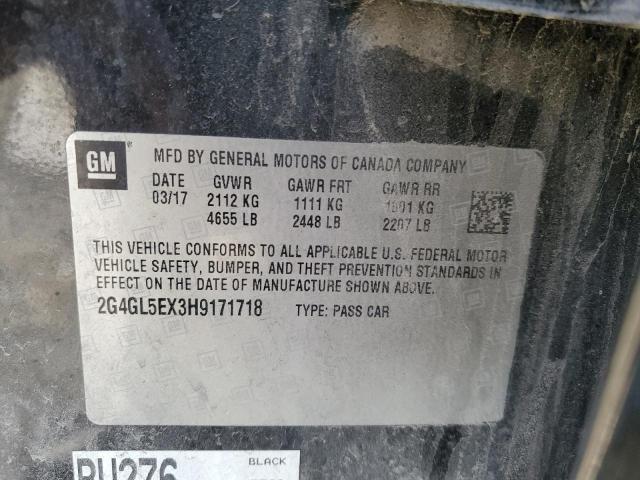 GM
MFD BY GENERAL MOTORS OF CANADA COMPANY
DATE GVWR GAWR FRT GAWR RR
03/17 2112 KG 1111 KG 1001 KG
4655 LB 2448 LB 2207 LB
THIS VEHICLE CONFORMS TO ALL APPLICABLE U.S. FEDERAL MOTOR
VEHICLE SAFETY, BUMPER, AND THEFT PREVENTION STANDARDS IN
EFFECT ON THE DATE OF MANUFACTURE SHOWN ABOVE.
2G4GL5EX3H9171718 TYPE: PASS CAR
PU276 BLACK